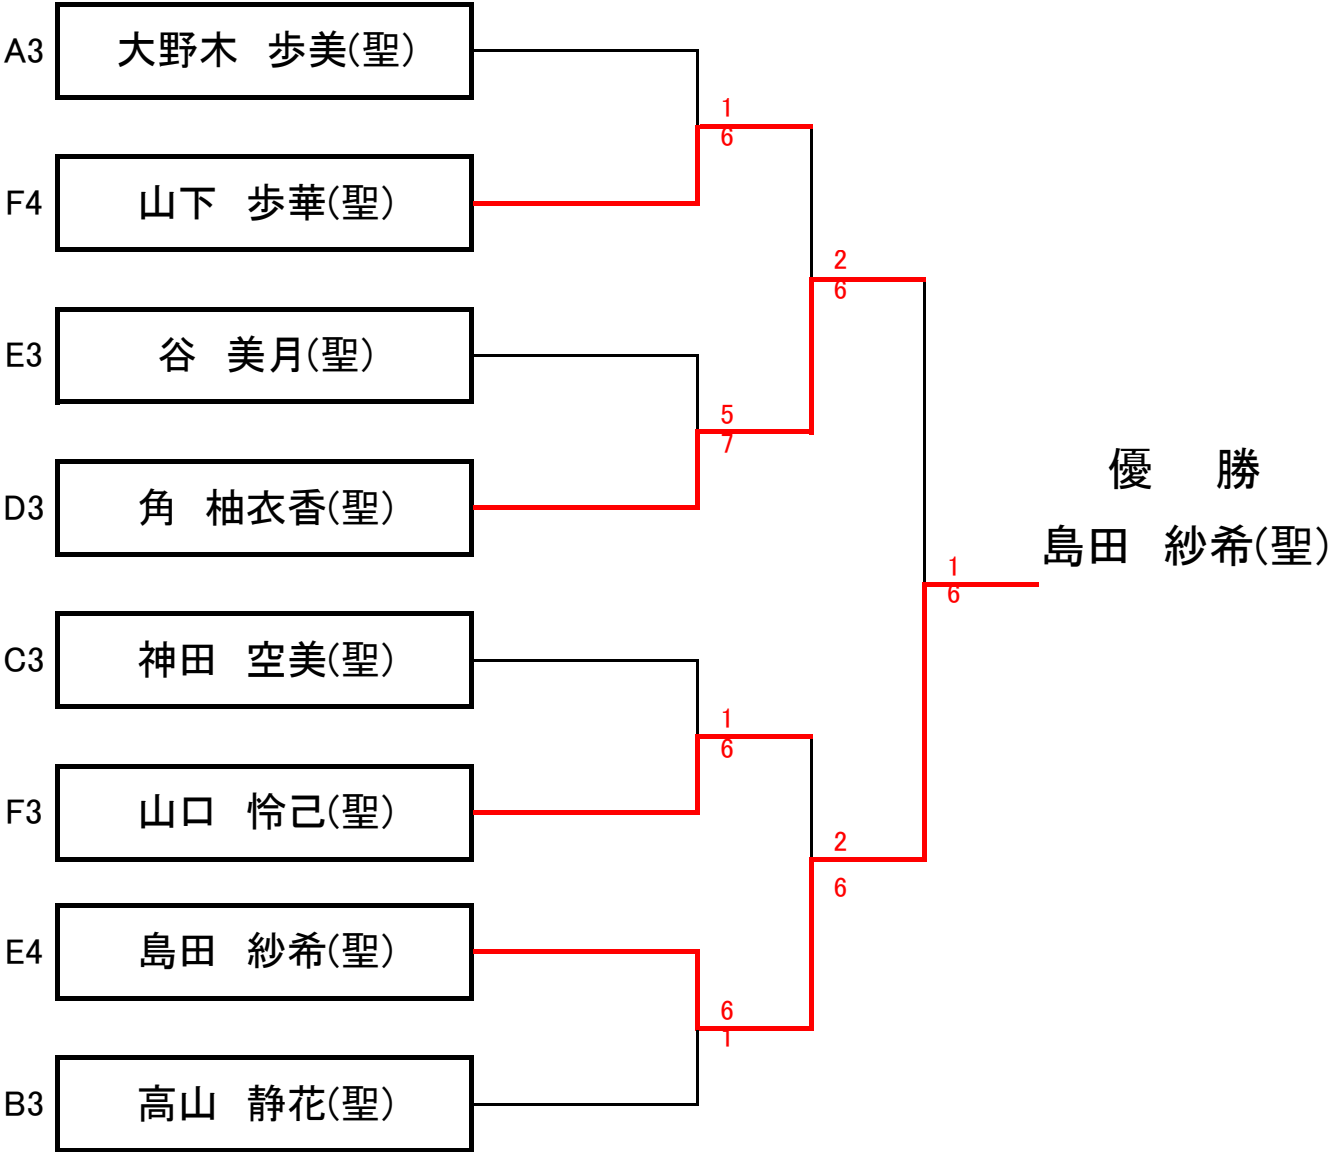 A3
大野木　歩美(聖)
1
6
F4
山下　歩華(聖)
2
6
E3
谷　美月(聖)
5
7
D3
角　柚衣香(聖)
優　勝
島田　紗希(聖)
1
6
C3
神田　空美(聖)
1
6
F3
山口　怜己(聖)
2
6
E4
島田　紗希(聖)
6
1
B3
高山　静花(聖)